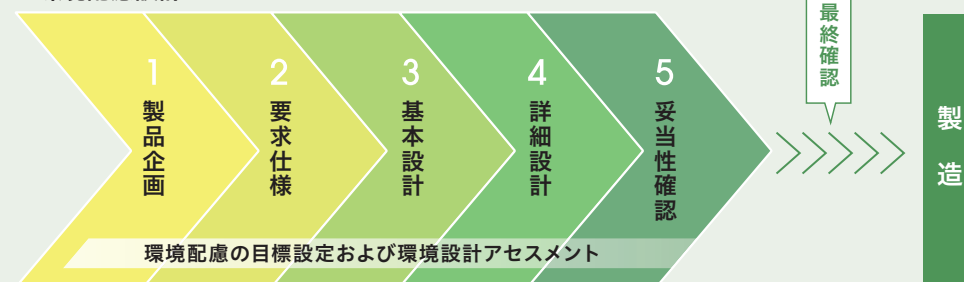 1
製品企画
2
要求仕様
3
基本設計
4
詳細設計
5
妥当性確認
環境配慮の目標設定および環境設計アセスメント
最終確認
製造